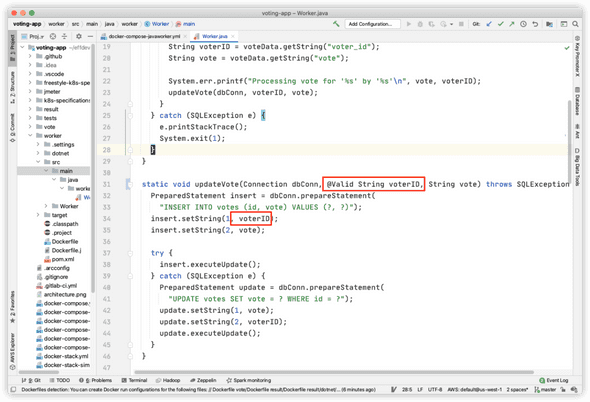 voting-app – Worker.java
voting-app › worker › src › main › java › worker › Worker › main
Add Configuration...
Git:
Proj...
docker-compose-javaworker.yml
Worker.java
voting-app
.github
.idea
.vscode
freestyle-k8s-specifications
jmeter
k8s-specifications
result
tests
vote
worker
.settings
dotnet
src
main
java
worker
Worker
target
.classpath
.project
Dockerfile
Dockerfile.j
pom.xml
.arcconfig
.gitignore
.gitlab-ci.yml
architecture.png
docker-compose
docker-compose
docker-compose
docker-compose
docker-stack.yml
docker-stack-sim
1: Project
7: Structure
0: Commit
2: Favorites
AWS Explorer
19 String voterID = voteData.getString("voter_id");
20 String vote = voteData.getString("vote");
21
22 System.err.printf("Processing vote for '%s' by '%s'\n", vote, voterID);
23 updateVote(dbConn, voterID, vote);
24 }
25 } catch (SQLException e) {
26 e.printStackTrace();
27 System.exit(1);
28 }
29 }
30
31 static void updateVote(Connection dbConn, @Valid String voterID, String vote) throws SQLException
32 PreparedStatement insert = dbConn.prepareStatement(
33 "INSERT INTO votes (id, vote) VALUES (?, ?)");
34 insert.setString(1, voterID);
35 insert.setString(2, vote);
36
37 try {
38 insert.executeUpdate();
39 } catch (SQLException e) {
40 PreparedStatement update = dbConn.prepareStatement(
41 "UPDATE votes SET vote = ? WHERE id = ?");
42 update.setString(1, vote);
43 update.setString(2, voterID);
44 update.executeUpdate();
45 }
46 }
Key Promoter X
Database
Ant
Big Data Tools
9: Git
TODO
6: Problems
Terminal
Hadoop
Zeppelin
Spark monitoring
Event Log
Dockerfiles detection: You can create Docker run configurations for the following files: // Dockerfile vote/Dockerfile result/Dockerfile result/dotnet/... (6 minutes ago)
28:5 LF UTF-8 AWS: default@us-west-1 2 spaces* master